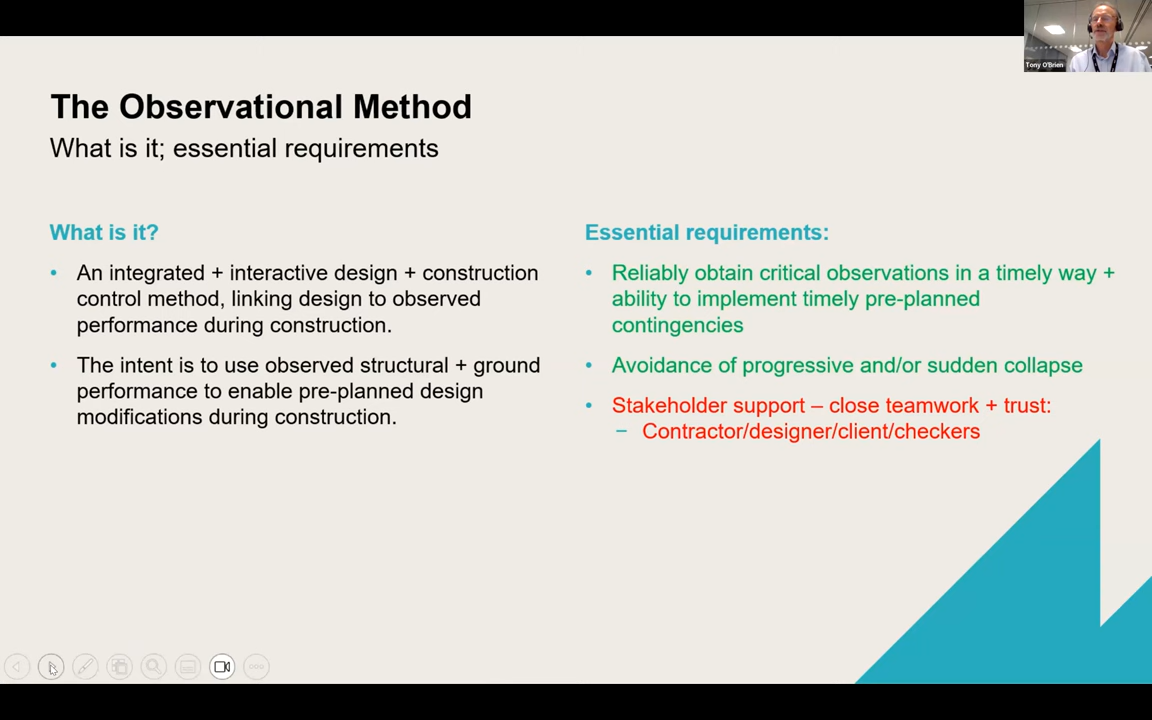 Tony O'Brien
The Observational Method
What is it; essential requirements
What is it?
• An integrated + interactive design + construction
control method, linking design to observed
performance during construction.
• The intent is to use observed structural + ground
performance to enable pre-planned design
modifications during construction.
Essential requirements:
• Reliably obtain critical observations in a timely way +
ability to implement timely pre-planned
contingencies
• Avoidance of progressive and/or sudden collapse
• Stakeholder support – close teamwork + trust:
− Contractor/designer/client/checkers